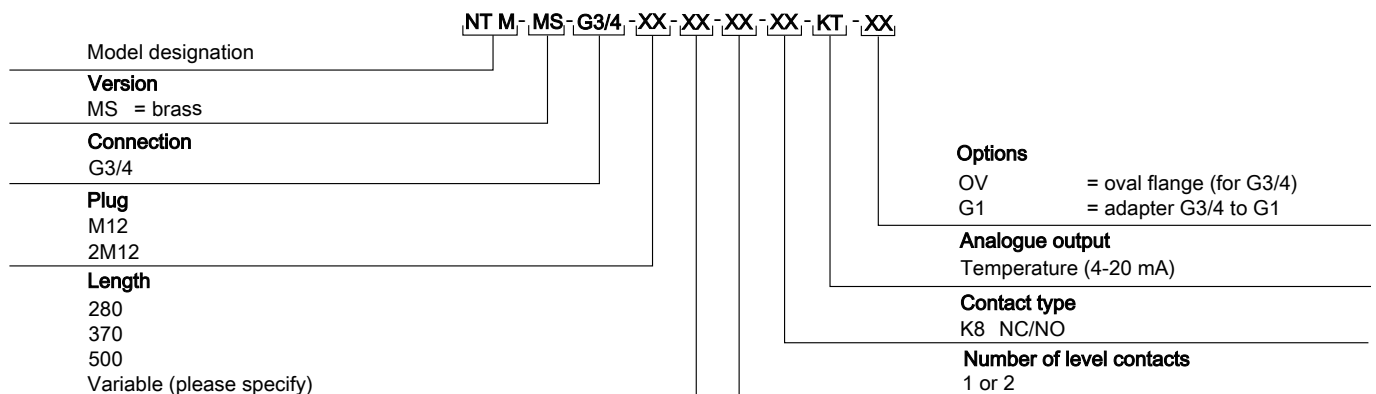 NT M - MS - G3/4 - XX - XX - XX - XX - KT - XX
Model designation
Version
MS = brass
Connection
G3/4
Plug
M12
2M12
Length
280
370
500
Variable (please specify)
Options
OV = oval flange (for G3/4)
G1 = adapter G3/4 to G1
Analogue output
Temperature (4-20 mA)
Contact type
K8 NC/NO
Number of level contacts
1 or 2